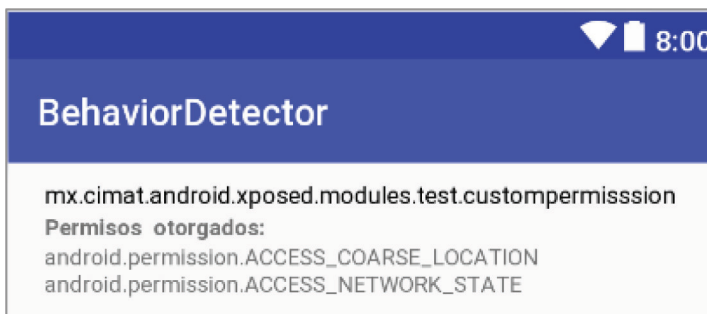 8:00
BehaviorDetector
mx.cimat.android.xposed.modules.test.custompermisssion
Permisos otorgados:
android.permission.ACCESS_COARSE_LOCATION
android.permission.ACCESS_NETWORK_STATE